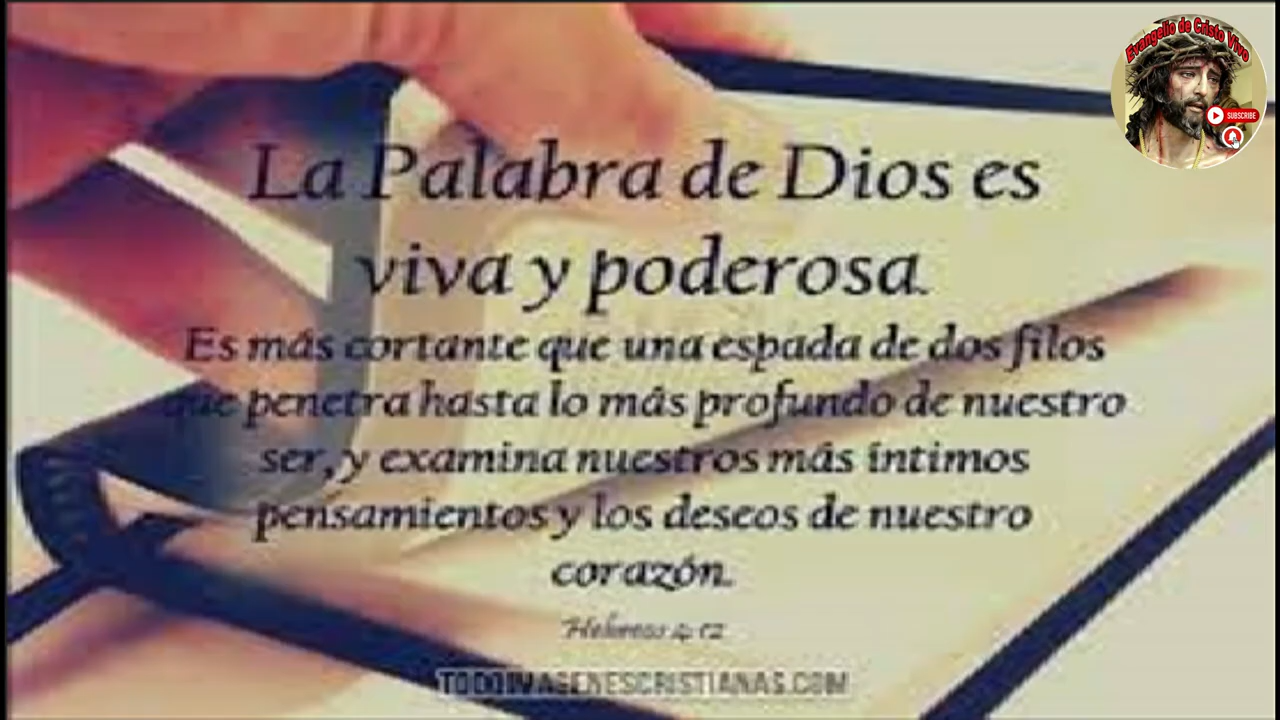 Evangelio de Cristo Vivo
SUBSCRIBE
La Palabra de Dios es
viva y poderosa.
Es más cortante que una espada de dos filos
que penetra hasta lo más profundo de nuestro
ser, y examina nuestros más íntimos
pensamientos y los deseos de nuestro
corazón.
Hebreos 4:12
TODOIMAGENESCRISTIANAS.COM